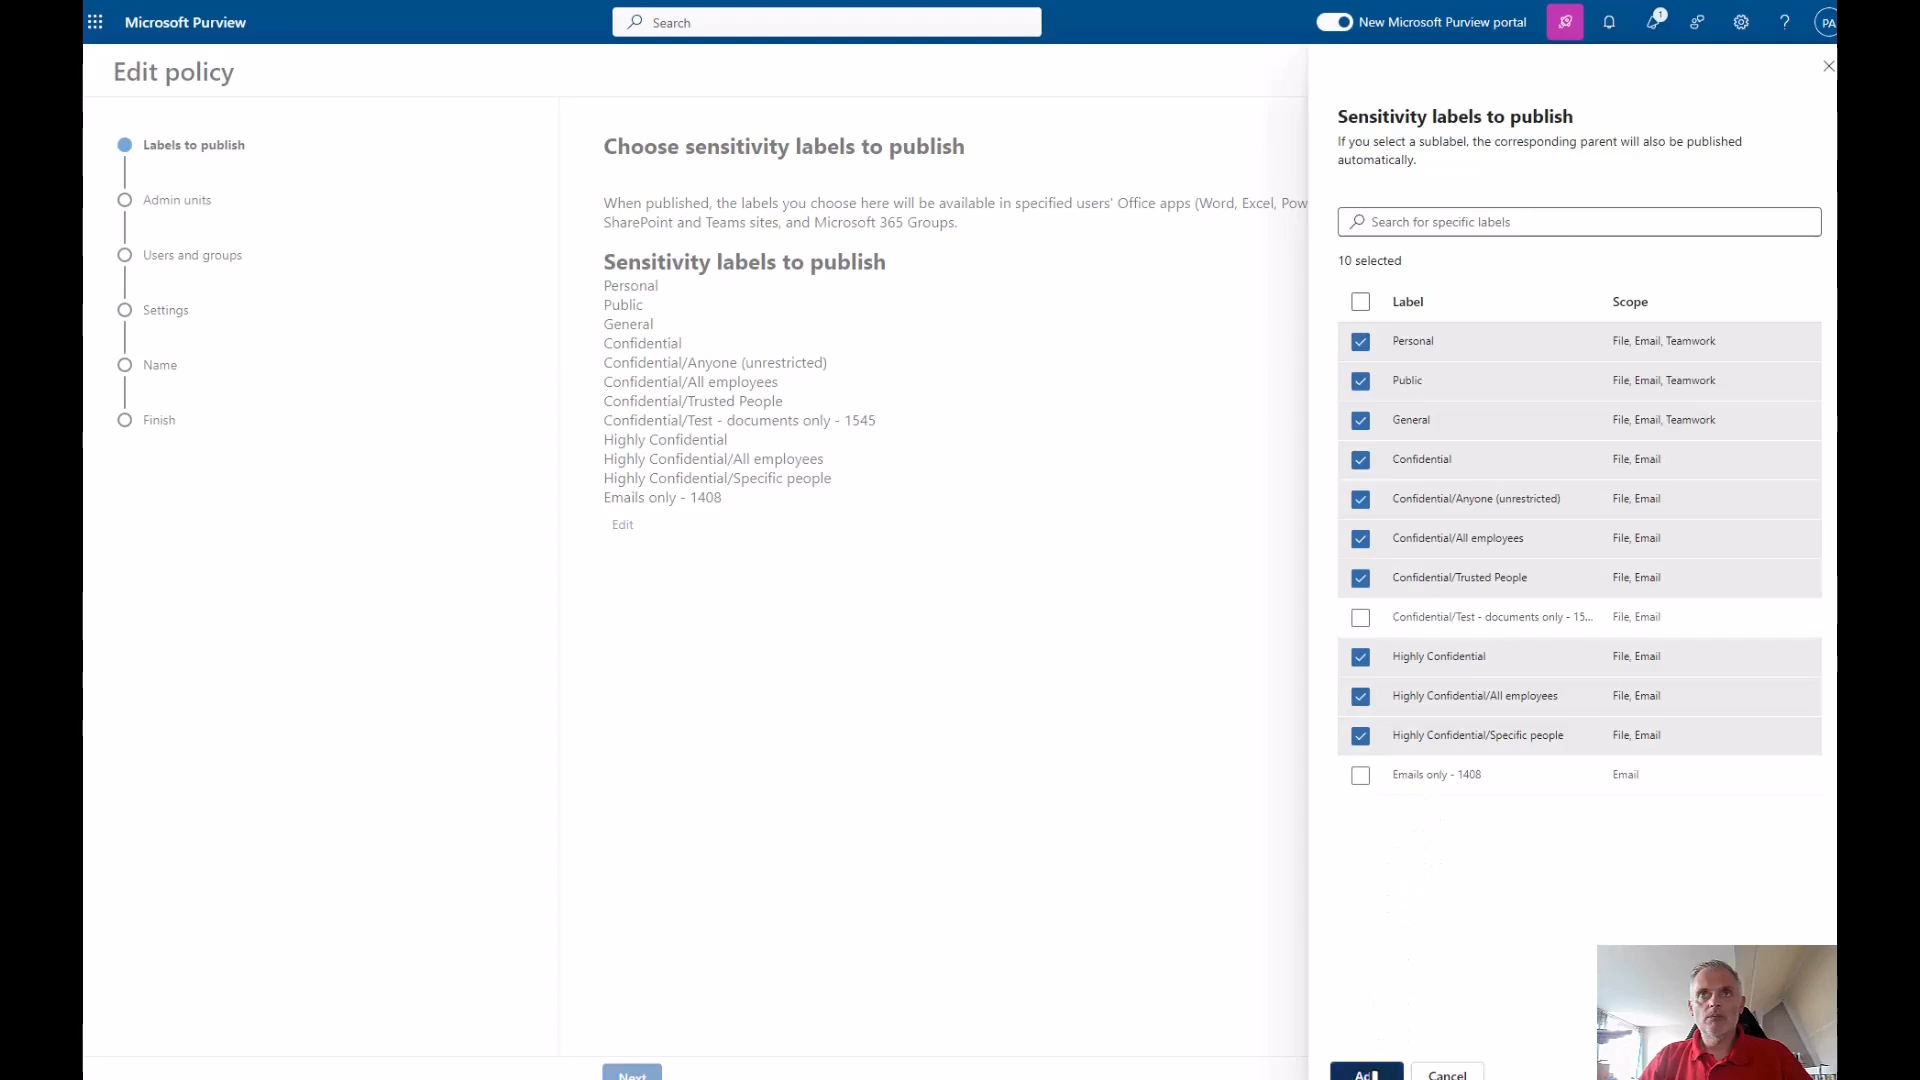 Microsoft Purview
Search
New Microsoft Purview portal
1
PA
Edit policy
Labels to publish
Admin units
Users and groups
Settings
Name
Finish
Choose sensitivity labels to publish
When published, the labels you choose here will be available in specified users' Office apps (Word, Excel, Pow
SharePoint and Teams sites, and Microsoft 365 Groups.
Sensitivity labels to publish
Personal
Public
General
Confidential
Confidential/Anyone (unrestricted)
Confidential/All employees
Confidential/Trusted People
Confidential/Test - documents only - 1545
Highly Confidential
Highly Confidential/All employees
Highly Confidential/Specific people
Emails only - 1408
Edit
Next
Sensitivity labels to publish
If you select a sublabel, the corresponding parent will also be published
automatically.
Search for specific labels
10 selected
Label Scope
Personal File, Email, Teamwork
Public File, Email, Teamwork
General File, Email, Teamwork
Confidential File, Email
Confidential/Anyone (unrestricted) File, Email
Confidential/All employees File, Email
Confidential/Trusted People File, Email
Confidential/Test - documents only - 15... File, Email
Highly Confidential File, Email
Highly Confidential/All employees File, Email
Highly Confidential/Specific people File, Email
Emails only - 1408 Email
Cancel